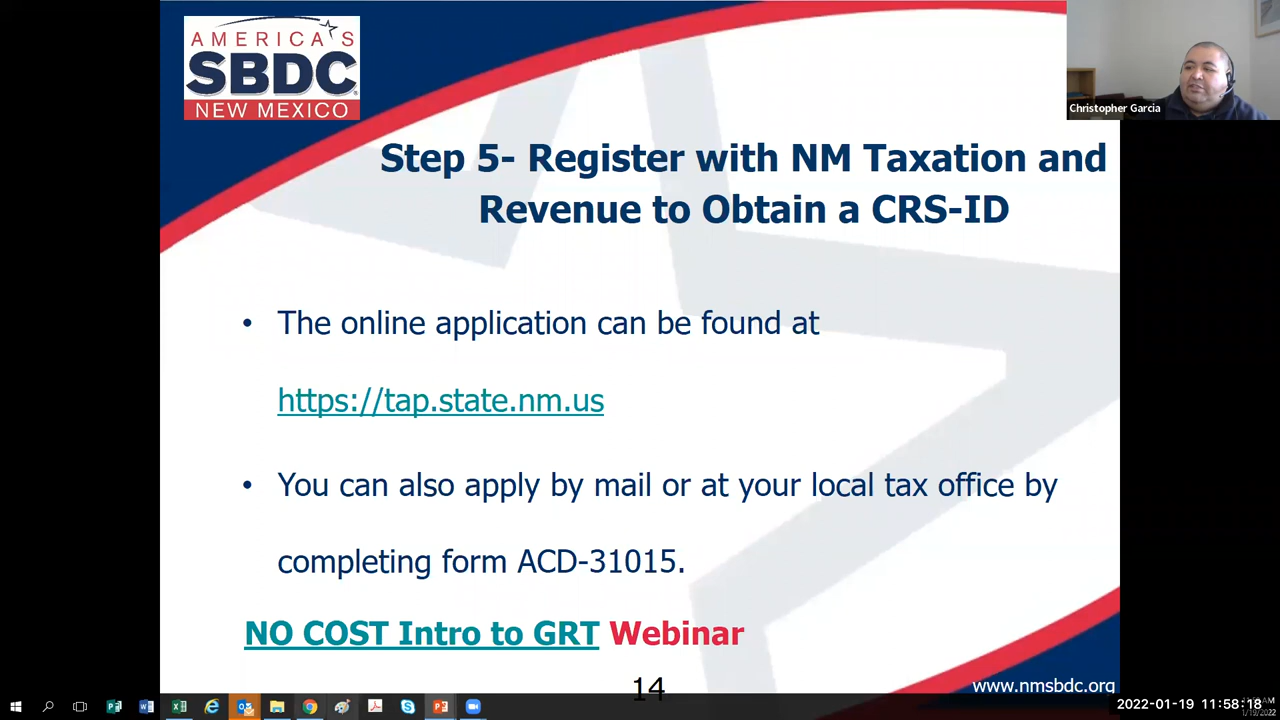 AMERICA'S
SBDC
NEW MEXICO
Christopher Garcia
Step 5- Register with NM Taxation and
Revenue to Obtain a CRS-ID
• The online application can be found at
https://tap.state.nm.us
• You can also apply by mail or at your local tax office by
completing form ACD-31015.
NO COST Intro to GRT Webinar
14
www.nmsbdc.org
2022-01-19 11:58:18
1/19/2022